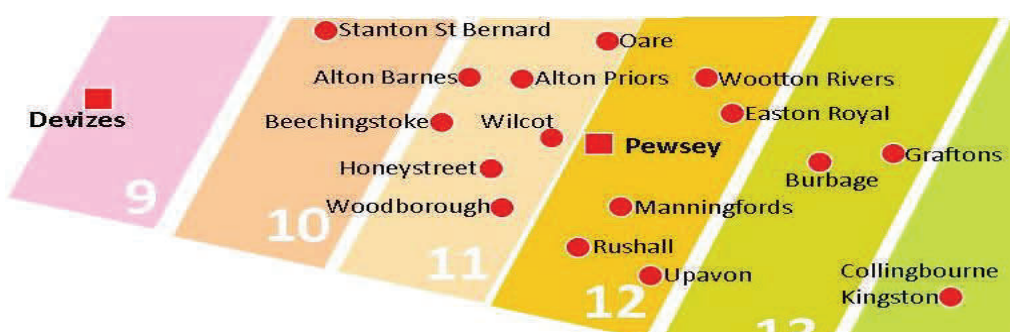 Stanton St Bernard
Oare
Alton Barnes
Alton Priors
Wootton Rivers
Devizes
Beechingstoke
Wilcot
Easton Royal
Pewsey
Graftons
Honeystreet
Burbage
Woodborough
Manningfords
9
10
11
Rushall
Upavon
12
Collingbourne
Kingston
13